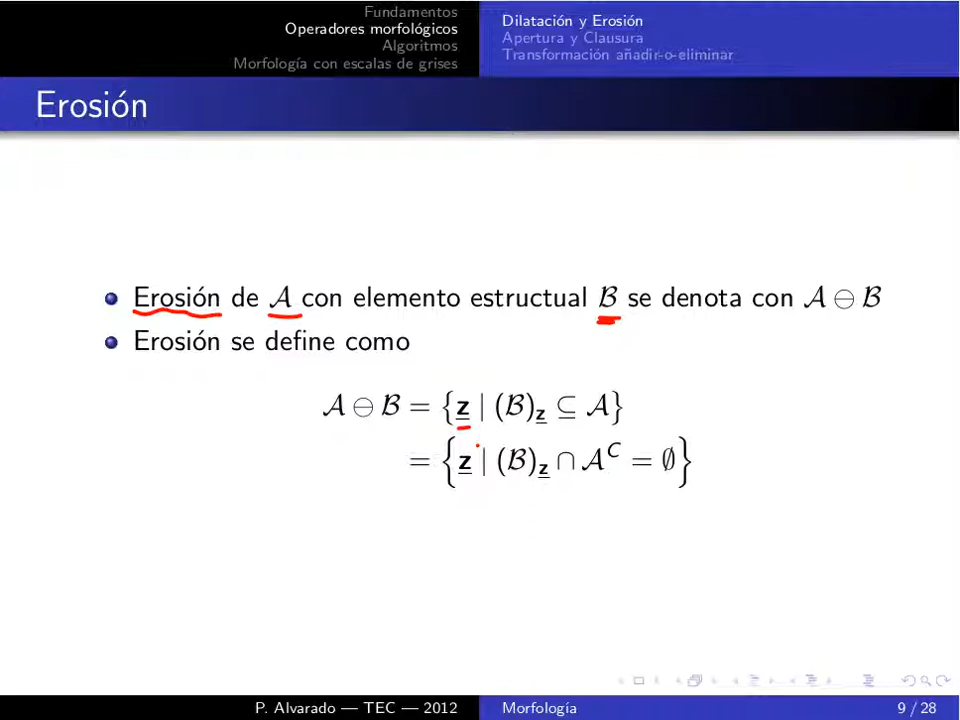 Fundamentos
Operadores morfológicos
Algoritmos
Morfología con escalas de grises
Dilatación y Erosión
Apertura y Clausura
Transformación añadir-o-eliminar
Erosión
Erosión de 𝒜 con elemento estructual ℬ se denota con 𝒜 ⊖ ℬ
Erosión se define como
𝒜 ⊖ ℬ = {z | (ℬ)z ⊆ 𝒜}
= {z | (ℬ)z ∩ 𝒜^C = ∅}
P. Alvarado — TEC — 2012
Morfología
9 / 28